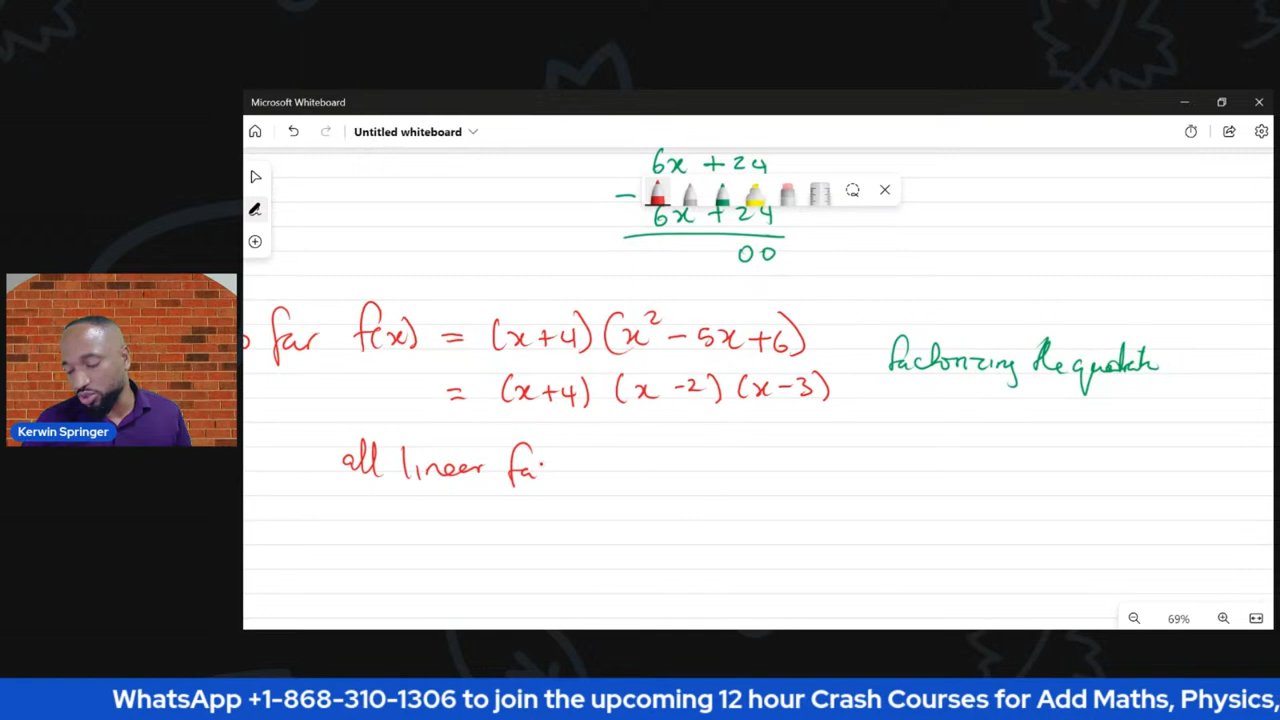 Microsoft Whiteboard
Untitled whiteboard
6x + 24
− 6x + 24
00
far f(x) = (x+4)(x² − 5x+6)
factorizing the quadratic
= (x+4) (x −2) (x−3)
all linear fa
Kerwin Springer
69%
WhatsApp +1-868-310-1306 to join the upcoming 12 hour Crash Courses for Add Maths, Physics,